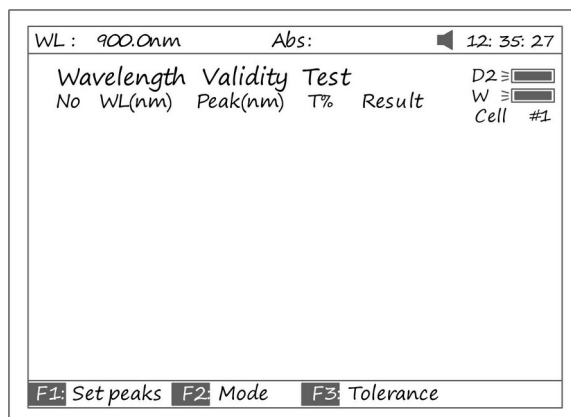 WL: 900.0nm Abs: 12: 35: 27
Wavelength Validity Test
D2
No WL(nm) Peak(nm) T% Result
W
Cell #1
F1: Set peaks F2: Mode F3: Tolerance